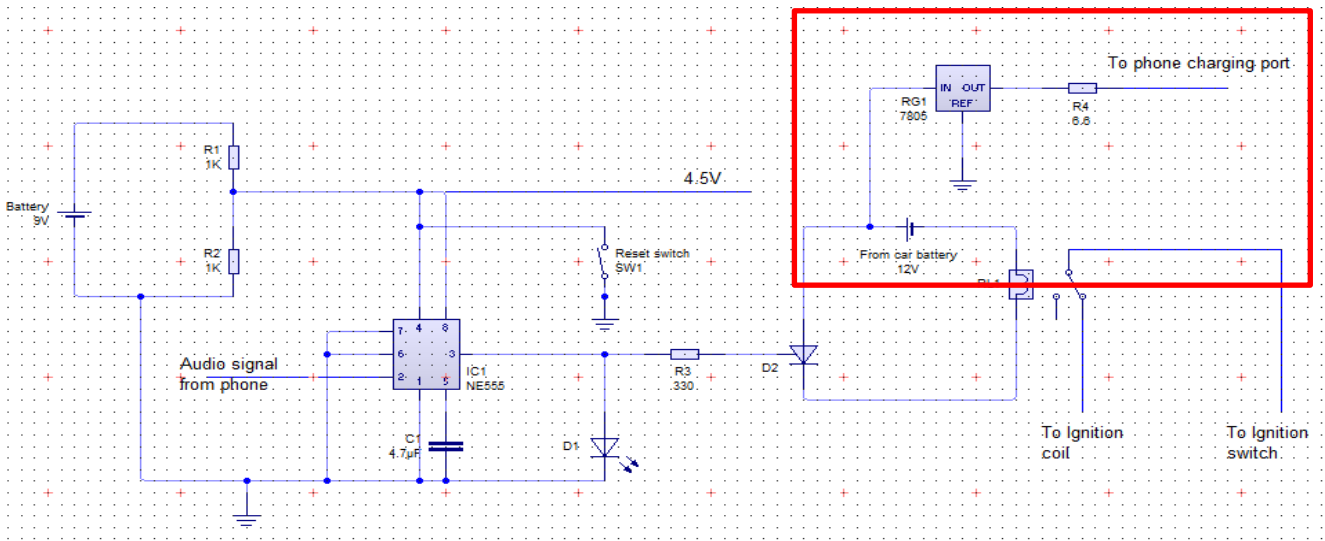 To phone charging port
IN OUT
REF
RG1
7805
R4
6.6
R1
1K
4.5V
Battery
9V
R2
1K
Reset switch
SW1
From car battery
12V
RL1
7 4 8
6 3
2 1 5
IC1
NE555
Audio signal
from phone
R3
330
D2
C1
4.7µF
D1
To Ignition
coil
To Ignition
switch